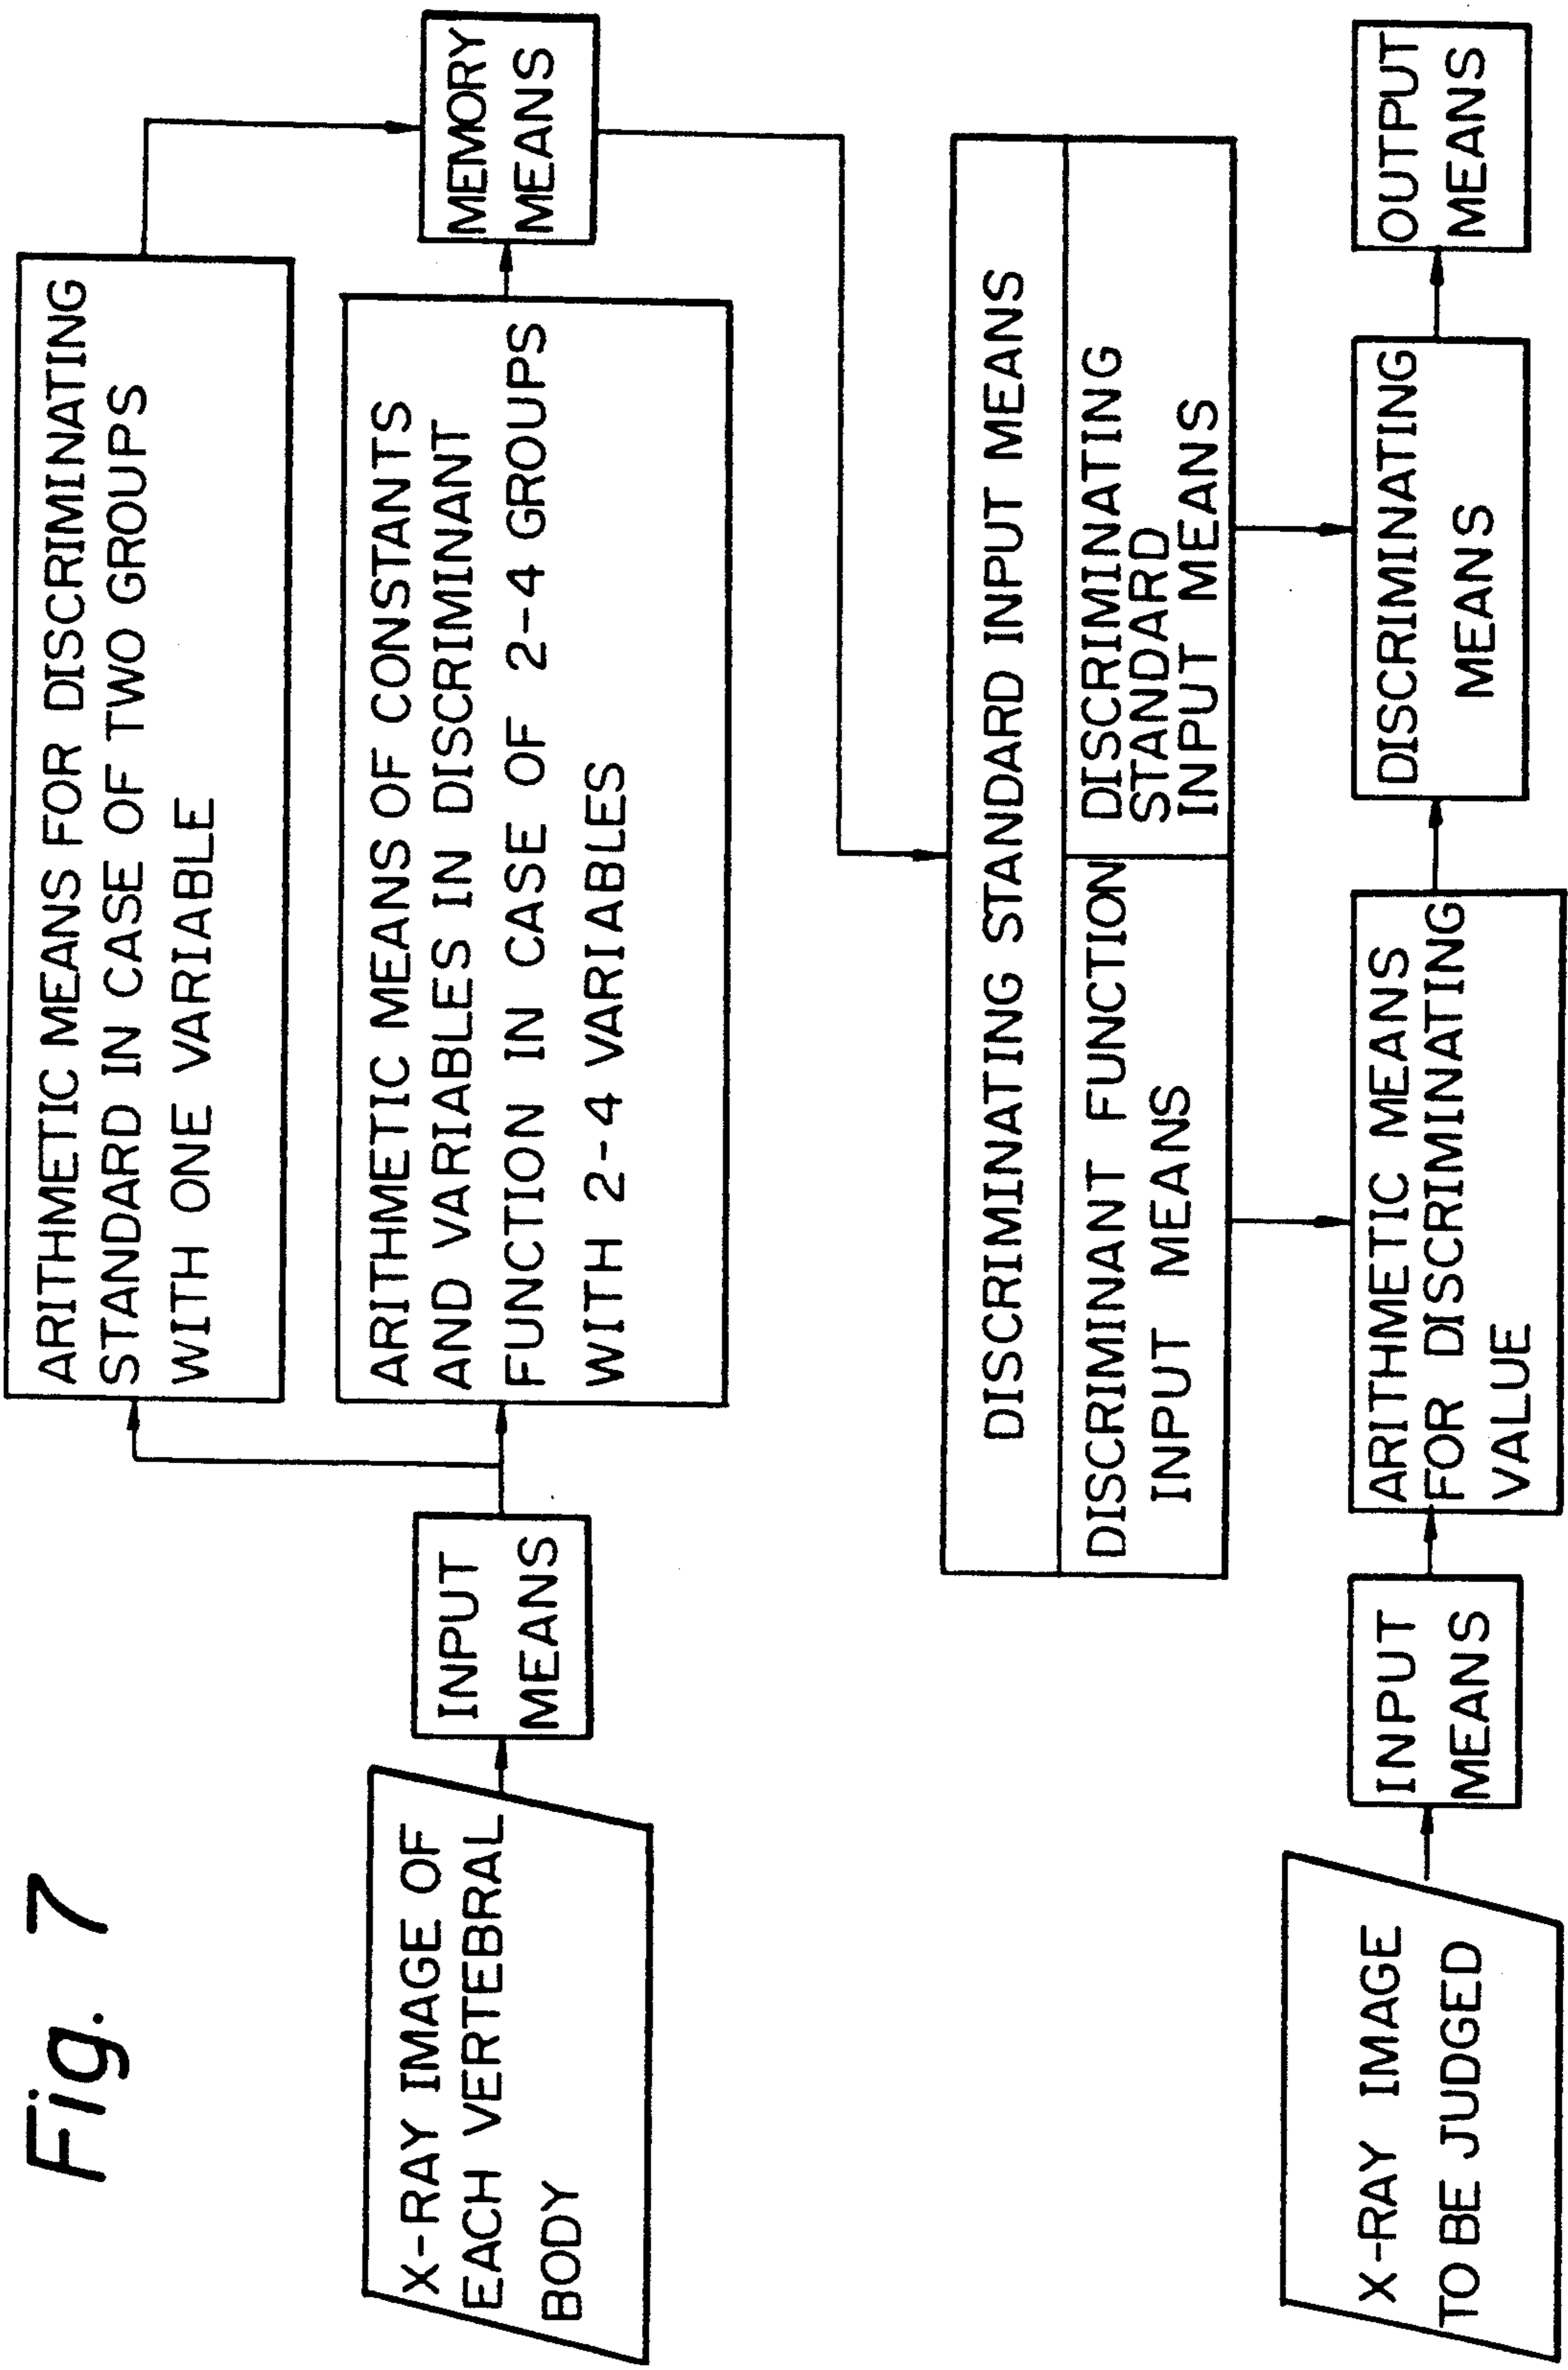 Fig. 7
X-RAY IMAGE OF
EACH VERTEBRAL
BODY
INPUT
MEANS
ARITHMETIC MEANS FOR DISCRIMINATING
STANDARD IN CASE OF TWO GROUPS
WITH ONE VARIABLE
ARITHMETIC MEANS OF CONSTANTS
AND VARIABLES IN DISCRIMINANT
FUNCTION IN CASE OF 2-4 GROUPS
WITH 2-4 VARIABLES
MEMORY
MEANS
DISCRIMINATING STANDARD INPUT MEANS
DISCRIMINANT FUNCTION
INPUT MEANS
DISCRIMINATING
STANDARD
INPUT MEANS
X-RAY IMAGE
TO BE JUDGED
INPUT
MEANS
ARITHMETIC MEANS
FOR DISCRIMINATING
VALUE
DISCRIMINATING
MEANS
OUTPUT
MEANS